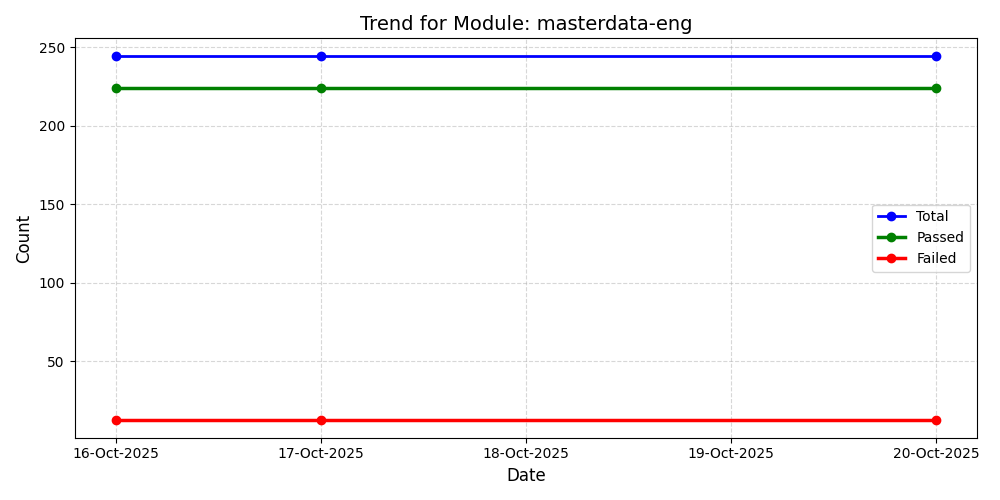 Trend for Module: masterdata-eng
250
200
150
100
50
Count
Total
Passed
Failed
16-Oct-2025 17-Oct-2025 18-Oct-2025 19-Oct-2025 20-Oct-2025
Date